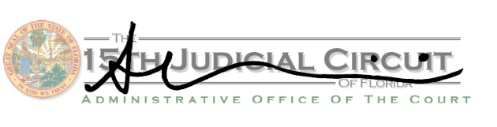 THE
15TH JUDICIAL CIRCUIT
OF FLORIDA
ADMINISTRATIVE OFFICE OF THE COURT
GREAT SEAL OF THE STATE OF FLORIDA
IN GOD WE TRUST